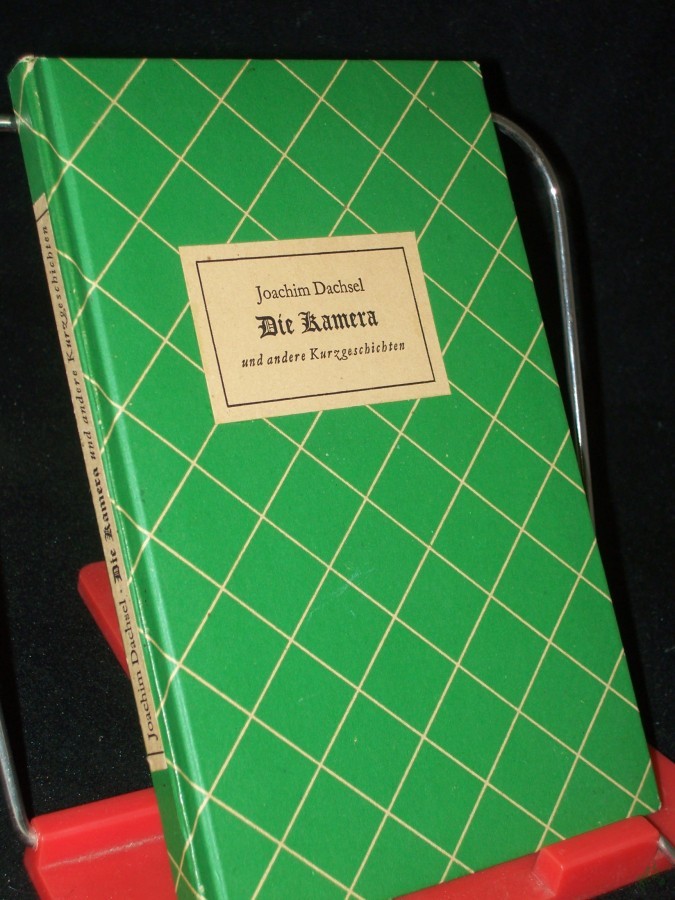 Joachim Dachsel
Die Kamera
und andere Kurzgeschichten
Joachim Dachsel · Die Kamera und andere Kurzgeschichten